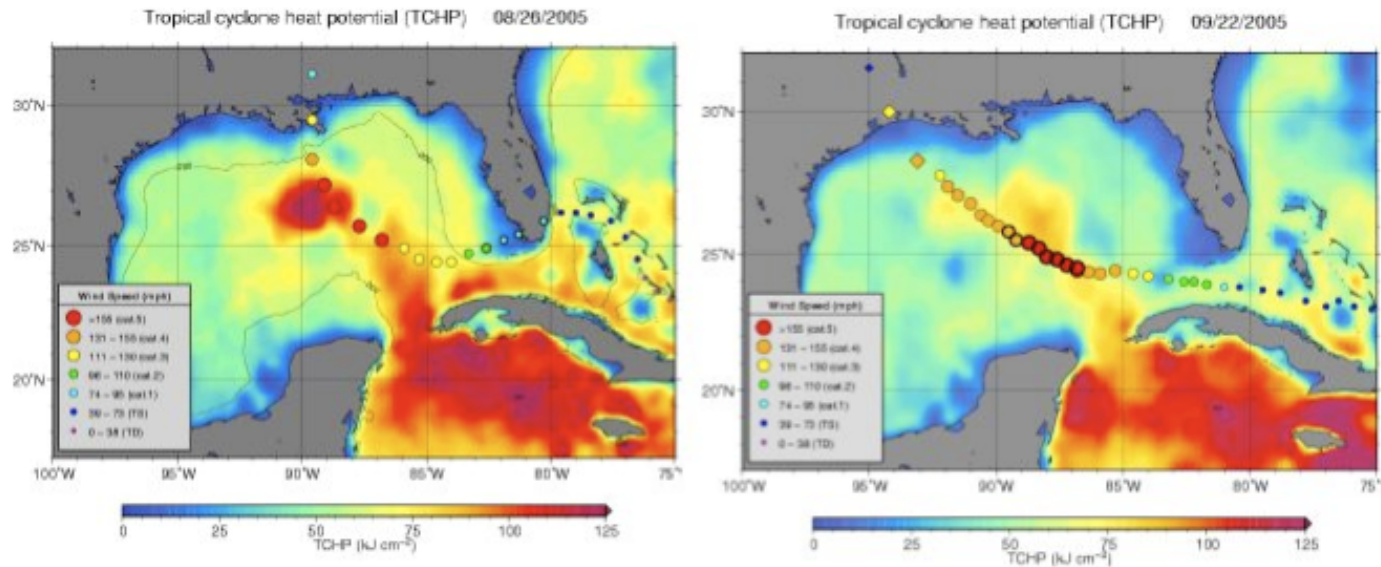 Tropical cyclone heat potential (TCHP) 08/26/2005
30°N
25°N
20°N
Wind Speed (mph)
>155 (cat.5)
131 – 155 (cat.4)
111 – 130 (cat.3)
96 – 110 (cat.2)
74 – 95 (cat.1)
39 – 73 (TS)
0 – 38 (TD)
100°W 95°W 90°W 85°W 80°W 75°W
0 25 50 75 100 125
TCHP (kJ cm⁻²)
Tropical cyclone heat potential (TCHP) 09/22/2005
30°N
25°N
20°N
Wind Speed (mph)
>155 (cat.5)
131 – 155 (cat.4)
111 – 130 (cat.3)
96 – 110 (cat.2)
74 – 95 (cat.1)
39 – 73 (TS)
0 – 38 (TD)
100°W 95°W 90°W 85°W 80°W 75°W
0 25 50 75 100 125
TCHP (kJ cm⁻²)